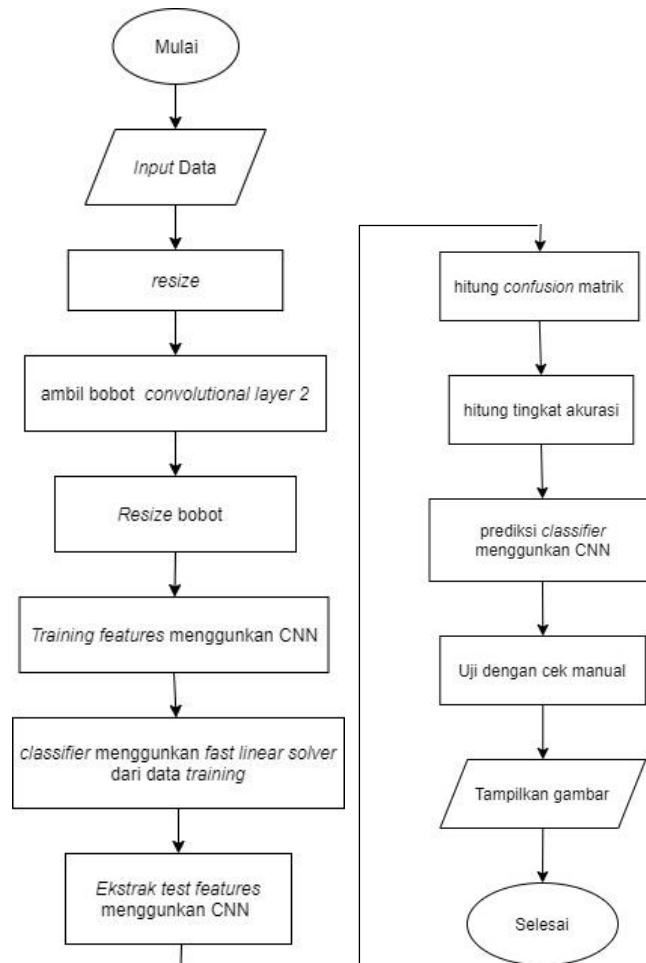 Mulai
Input Data
resize
ambil bobot convolutional layer 2
Resize bobot
Training features menggunkan CNN
classifier menggunkan fast linear solver
dari data training
Ekstrak test features
menggunkan CNN
hitung confusion matrik
hitung tingkat akurasi
prediksi classifier
menggunkan CNN
Uji dengan cek manual
Tampilkan gambar
Selesai